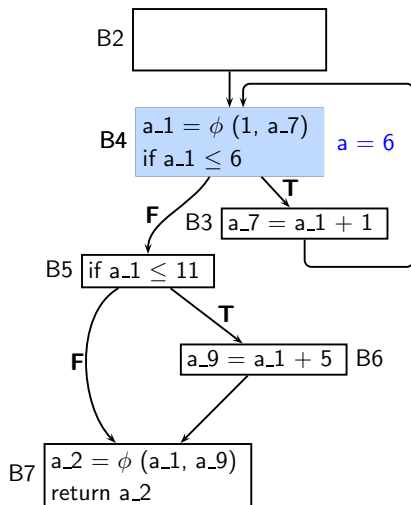 B2
B4
a_1 = ϕ (1, a_7)
if a_1 ≤ 6
a = 6
F
T
B3
a_7 = a_1 + 1
B5
if a_1 ≤ 11
F
T
a_9 = a_1 + 5
B6
B7
a_2 = ϕ (a_1, a_9)
return a_2